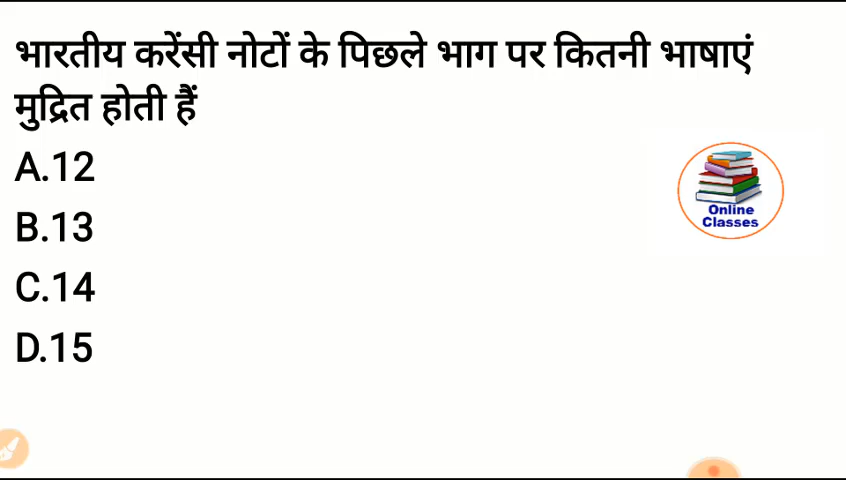 भारतीय करेंसी नोटों के पिछले भाग पर कितनी भाषाएं
मुद्रित होती हैं
A.12
B.13
C.14
D.15
Online
Classes